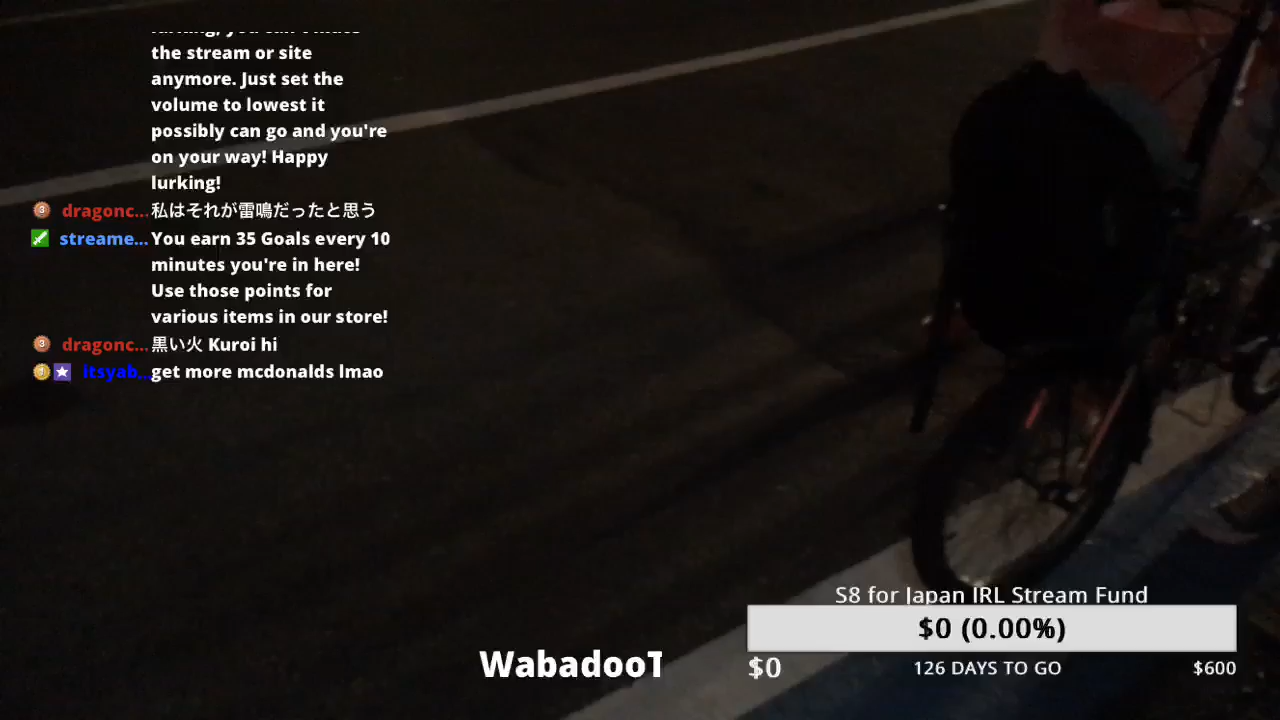 the stream or site
anymore. Just set the
volume to lowest it
possibly can go and you're
on your way! Happy
lurking!
dragonc... 私はそれが雷鳴だったと思う
streame... You earn 35 Goals every 10
minutes you're in here!
Use those points for
various items in our store!
dragonc... 黒い火 Kuroi hi
itsyab... get more mcdonalds lmao
S8 for Japan IRL Stream Fund
$0 (0.00%)
$0 126 DAYS TO GO $600
WabadooT